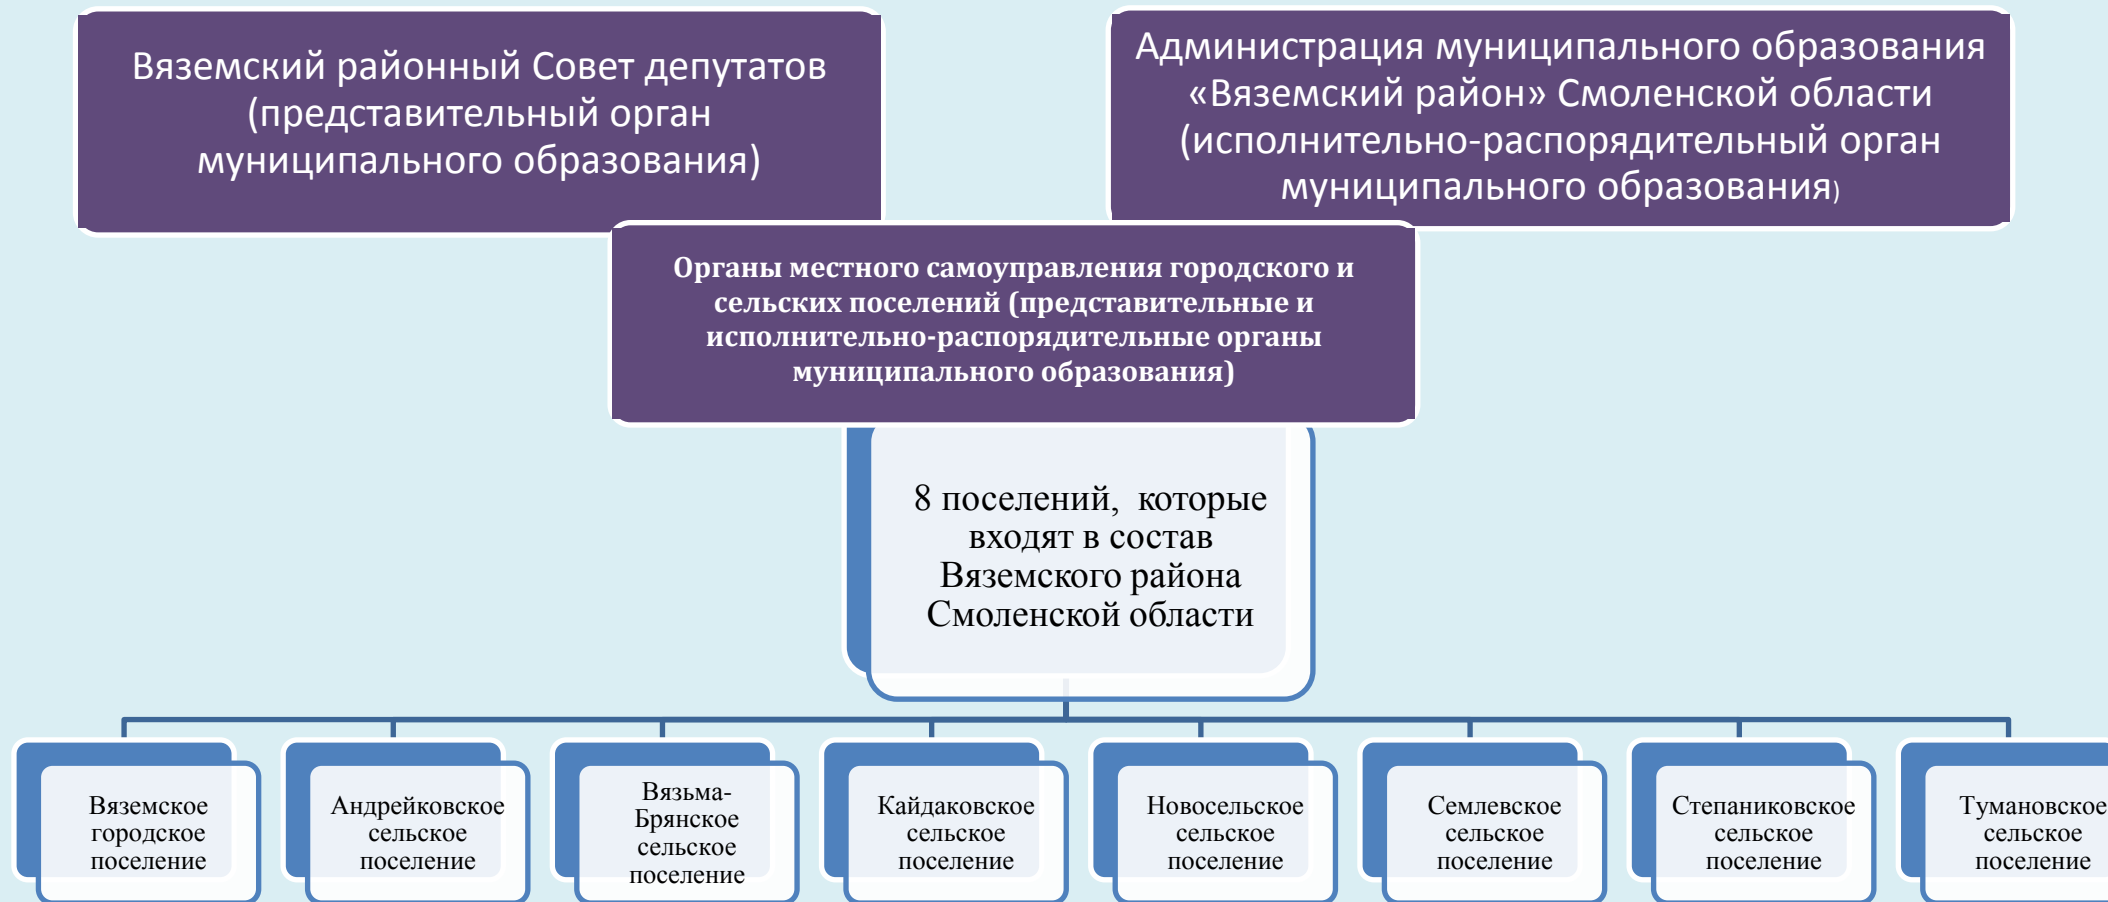 Вяземский районный Совет депутатов
(представительный орган
муниципального образования)
Администрация муниципального образования
«Вяземский район» Смоленской области
(исполнительно-распорядительный орган
муниципального образования)
Органы местного самоуправления городского и
сельских поселений (представительные и
исполнительно-распорядительные органы
муниципального образования)
8 поселений, которые
входят в состав
Вяземского района
Смоленской области
Вяземское
городское
поселение
Андрейковское
сельское
поселение
Вязьма-
Брянское
сельское
поселение
Кайдаковское
сельское
поселение
Новосельское
сельское
поселение
Семлевское
сельское
поселение
Степаниковское
сельское
поселение
Тумановское
сельское
поселение